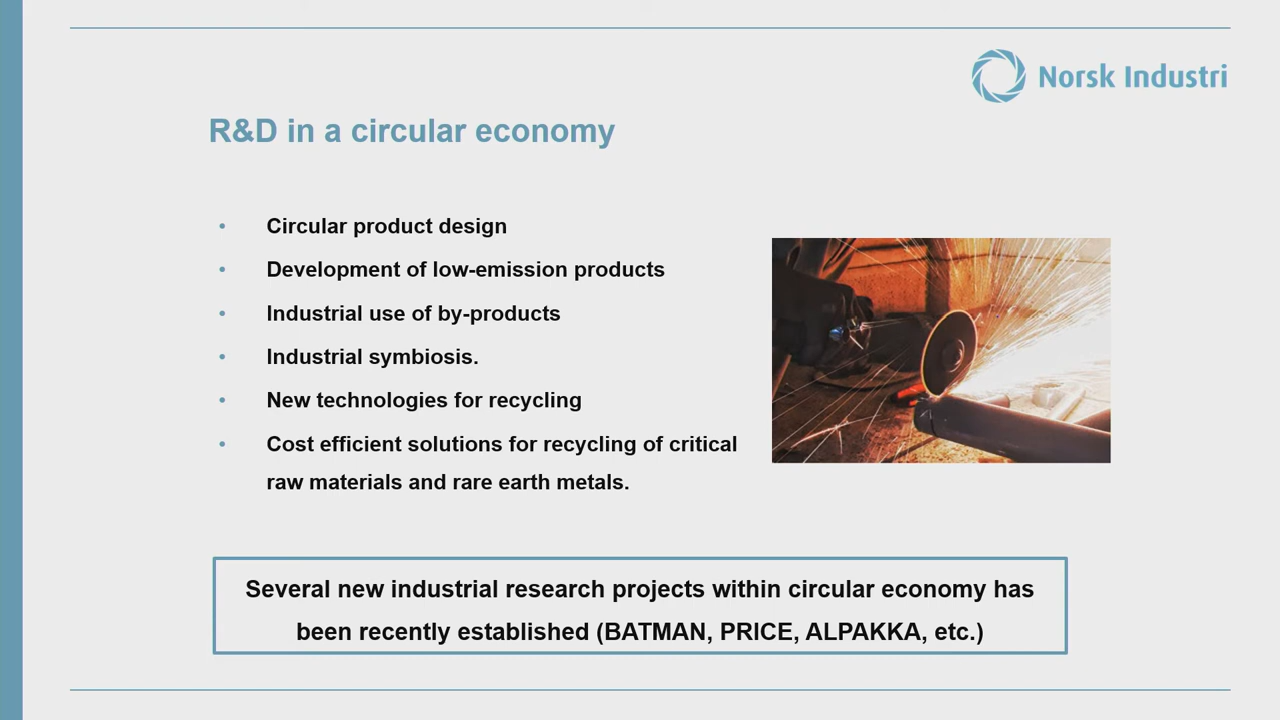 Norsk Industri
R&D in a circular economy
• Circular product design
• Development of low-emission products
• Industrial use of by-products
• Industrial symbiosis.
• New technologies for recycling
• Cost efficient solutions for recycling of critical
raw materials and rare earth metals.
Several new industrial research projects within circular economy has
been recently established (BATMAN, PRICE, ALPAKKA, etc.)